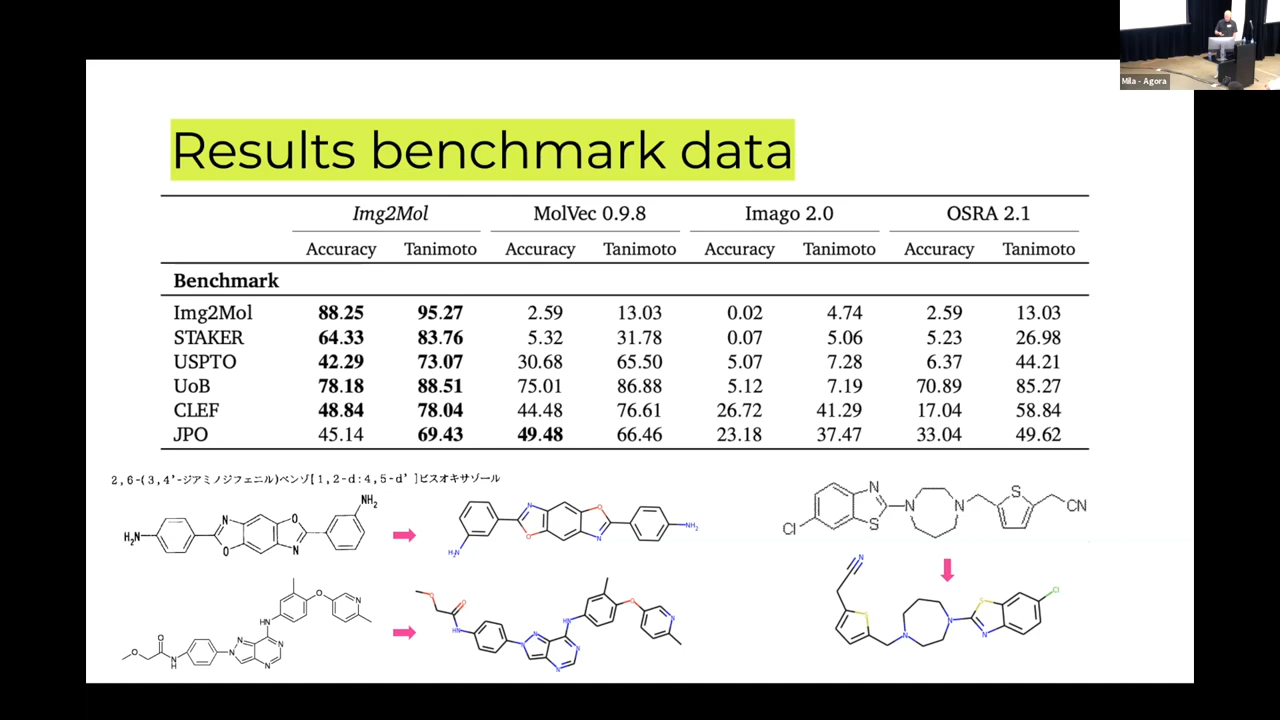 Mila - Agora
Results benchmark data
Img2Mol MolVec 0.9.8 Imago 2.0 OSRA 2.1
Accuracy Tanimoto Accuracy Tanimoto Accuracy Tanimoto Accuracy Tanimoto
Benchmark
Img2Mol 88.25 95.27 2.59 13.03 0.02 4.74 2.59 13.03
STAKER 64.33 83.76 5.32 31.78 0.07 5.06 5.23 26.98
USPTO 42.29 73.07 30.68 65.50 5.07 7.28 6.37 44.21
UoB 78.18 88.51 75.01 86.88 5.12 7.19 70.89 85.27
CLEF 48.84 78.04 44.48 76.61 26.72 41.29 17.04 58.84
JPO 45.14 69.43 49.48 66.46 23.18 37.47 33.04 49.62
2,6-(3,4'-ジアミノジフェニル)ベンゾ[1,2-d:4,5-d']ビスオキサゾール
H₂N N O O N NH₂
H₂N N O O N NH₂
Cl N S N N S CN
O N H O N H N N N N O N
O O HN N N N N HN O N
N S N N S N Cl